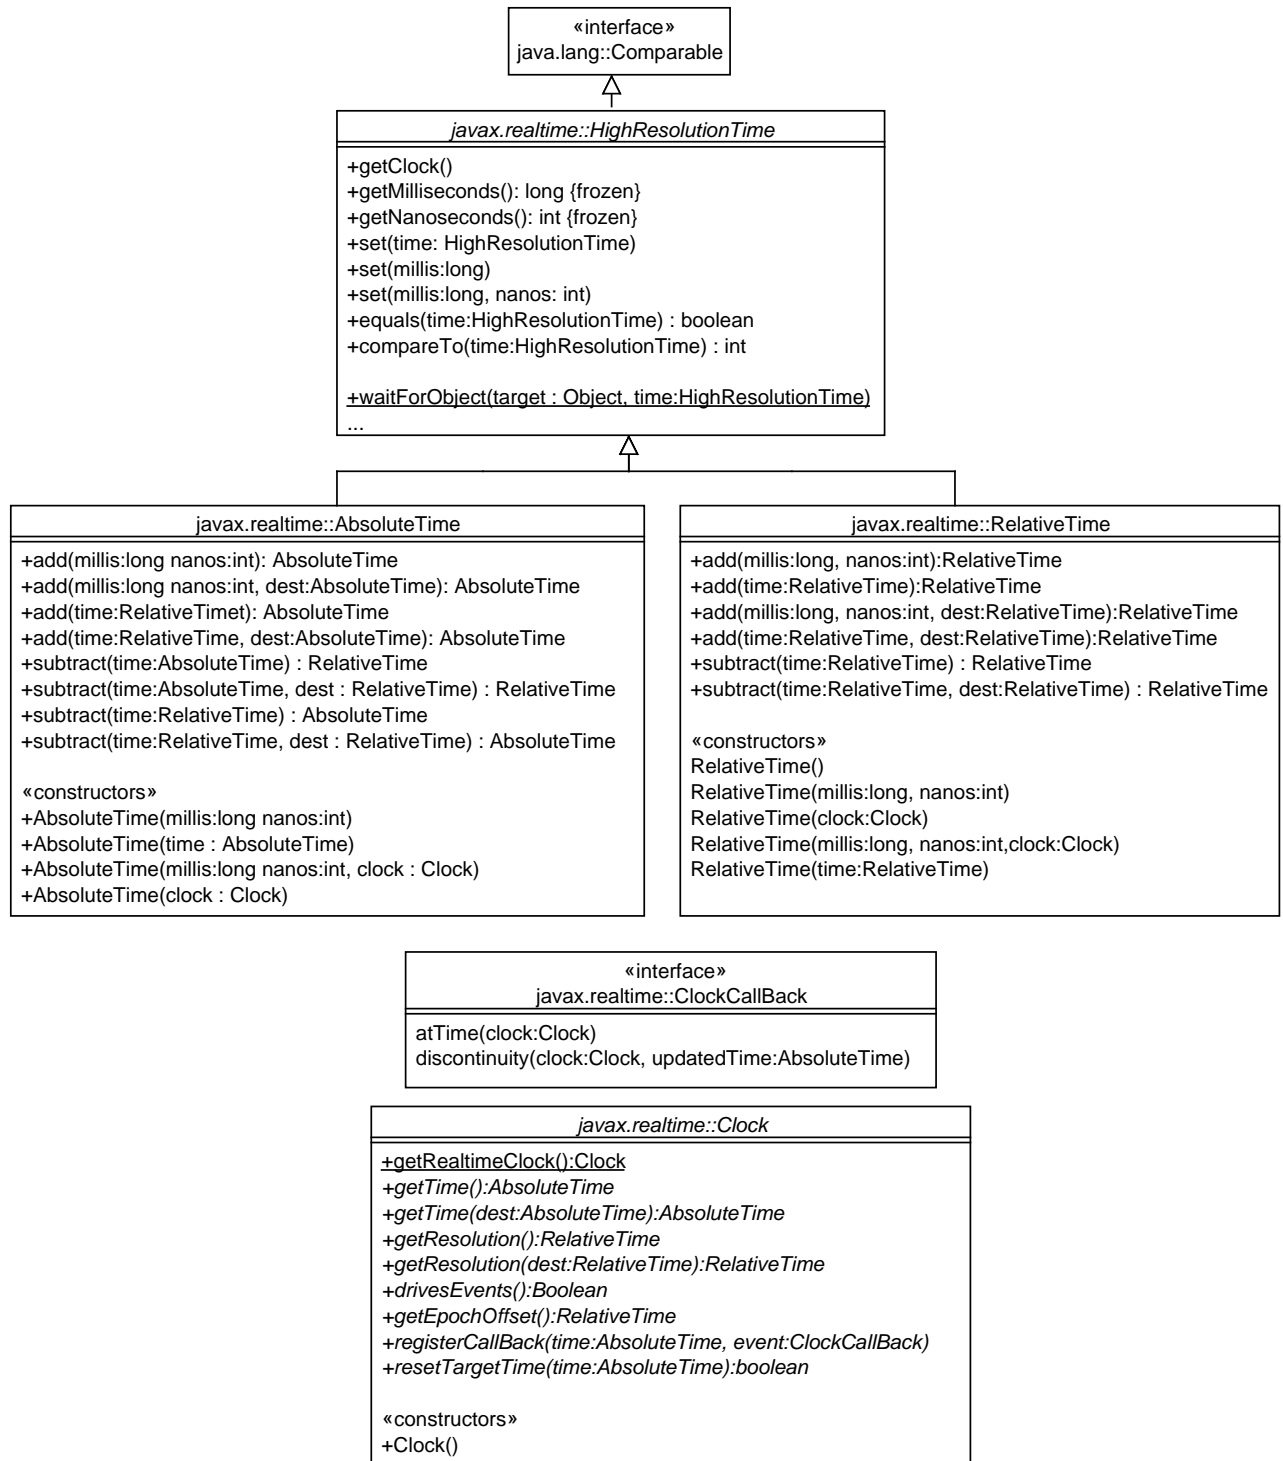 «interface»
java.lang::Comparable
javax.realtime::HighResolutionTime
+getClock()
+getMilliseconds(): long {frozen}
+getNanoseconds(): int {frozen}
+set(time: HighResolutionTime)
+set(millis:long)
+set(millis:long, nanos: int)
+equals(time:HighResolutionTime) : boolean
+compareTo(time:HighResolutionTime) : int
+waitForObject(target : Object, time:HighResolutionTime)
...
javax.realtime::AbsoluteTime
+add(millis:long nanos:int): AbsoluteTime
+add(millis:long nanos:int, dest:AbsoluteTime): AbsoluteTime
+add(time:RelativeTimet): AbsoluteTime
+add(time:RelativeTime, dest:AbsoluteTime): AbsoluteTime
+subtract(time:AbsoluteTime) : RelativeTime
+subtract(time:AbsoluteTime, dest : RelativeTime) : RelativeTime
+subtract(time:RelativeTime) : AbsoluteTime
+subtract(time:RelativeTime, dest : RelativeTime) : AbsoluteTime
«constructors»
+AbsoluteTime(millis:long nanos:int)
+AbsoluteTime(time : AbsoluteTime)
+AbsoluteTime(millis:long nanos:int, clock : Clock)
+AbsoluteTime(clock : Clock)
javax.realtime::RelativeTime
+add(millis:long, nanos:int):RelativeTime
+add(time:RelativeTime):RelativeTime
+add(millis:long, nanos:int, dest:RelativeTime):RelativeTime
+add(time:RelativeTime, dest:RelativeTime):RelativeTime
+subtract(time:RelativeTime) : RelativeTime
+subtract(time:RelativeTime, dest:RelativeTime) : RelativeTime
«constructors»
RelativeTime()
RelativeTime(millis:long, nanos:int)
RelativeTime(clock:Clock)
RelativeTime(millis:long, nanos:int,clock:Clock)
RelativeTime(time:RelativeTime)
«interface»
javax.realtime::ClockCallBack
atTime(clock:Clock)
discontinuity(clock:Clock, updatedTime:AbsoluteTime)
javax.realtime::Clock
+getRealtimeClock():Clock
+getTime():AbsoluteTime
+getTime(dest:AbsoluteTime):AbsoluteTime
+getResolution():RelativeTime
+getResolution(dest:RelativeTime):RelativeTime
+drivesEvents():Boolean
+getEpochOffset():RelativeTime
+registerCallBack(time:AbsoluteTime, event:ClockCallBack)
+resetTargetTime(time:AbsoluteTime):boolean
«constructors»
+Clock()